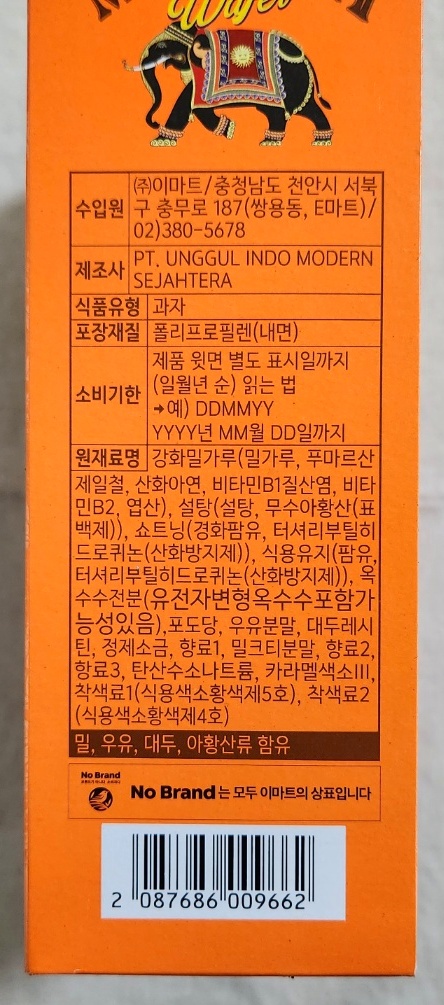 Wafer
수입원
㈜이마트/충청남도 천안시 서북
구 충무로 187(쌍용동, E마트)/
02)380-5678
제조사
PT. UNGGUL INDO MODERN
SEJAHTERA
식품유형 과자
포장재질 폴리프로필렌(내면)
소비기한
제품 윗면 별도 표시일까지
(일월년 순) 읽는 법
➔예) DDMMYY
YYYY년 MM월 DD일까지
원재료명 강화밀가루(밀가루, 푸마르산
제일철, 산화아연, 비타민B1질산염, 비타
민B2, 엽산), 설탕(설탕, 무수아황산(표
백제)), 쇼트닝(경화팜유, 터셔리부틸히
드로퀴논(산화방지제)), 식용유지(팜유,
터셔리부틸히드로퀴논(산화방지제)), 옥
수수전분(유전자변형옥수수포함가
능성있음),포도당, 우유분말, 대두레시
틴, 정제소금, 향료1, 밀크티분말, 향료2,
향료3, 탄산수소나트륨, 카라멜색소III,
착색료1(식용색소황색제5호), 착색료2
(식용색소황색제4호)
밀, 우유, 대두, 아황산류 함유
No Brand
No Brand 는 모두 이마트의 상표입니다
2 087686 009662